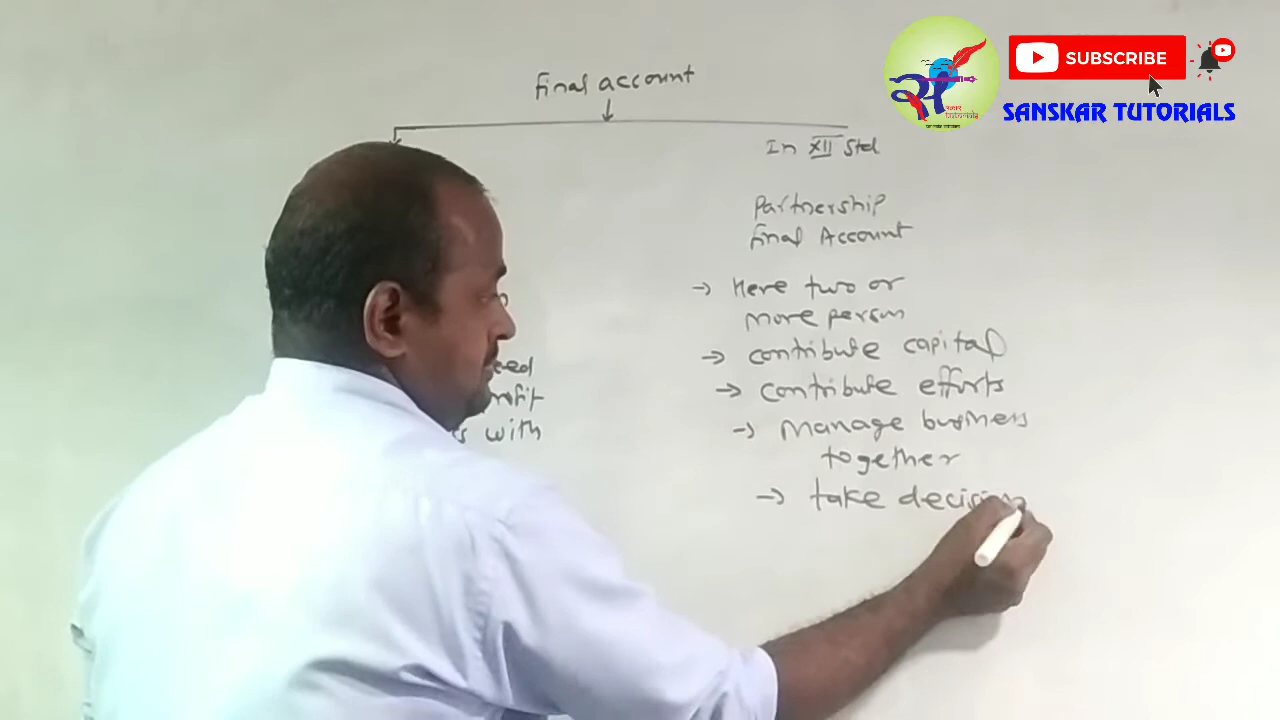 Final account
In XII Std
Partnership
Final Account
→ Here two or
more person
→ contribute capital
→ contribute efforts
→ Manage business
together
→ take decision
with
SUBSCRIBE
SANSKAR TUTORIALS